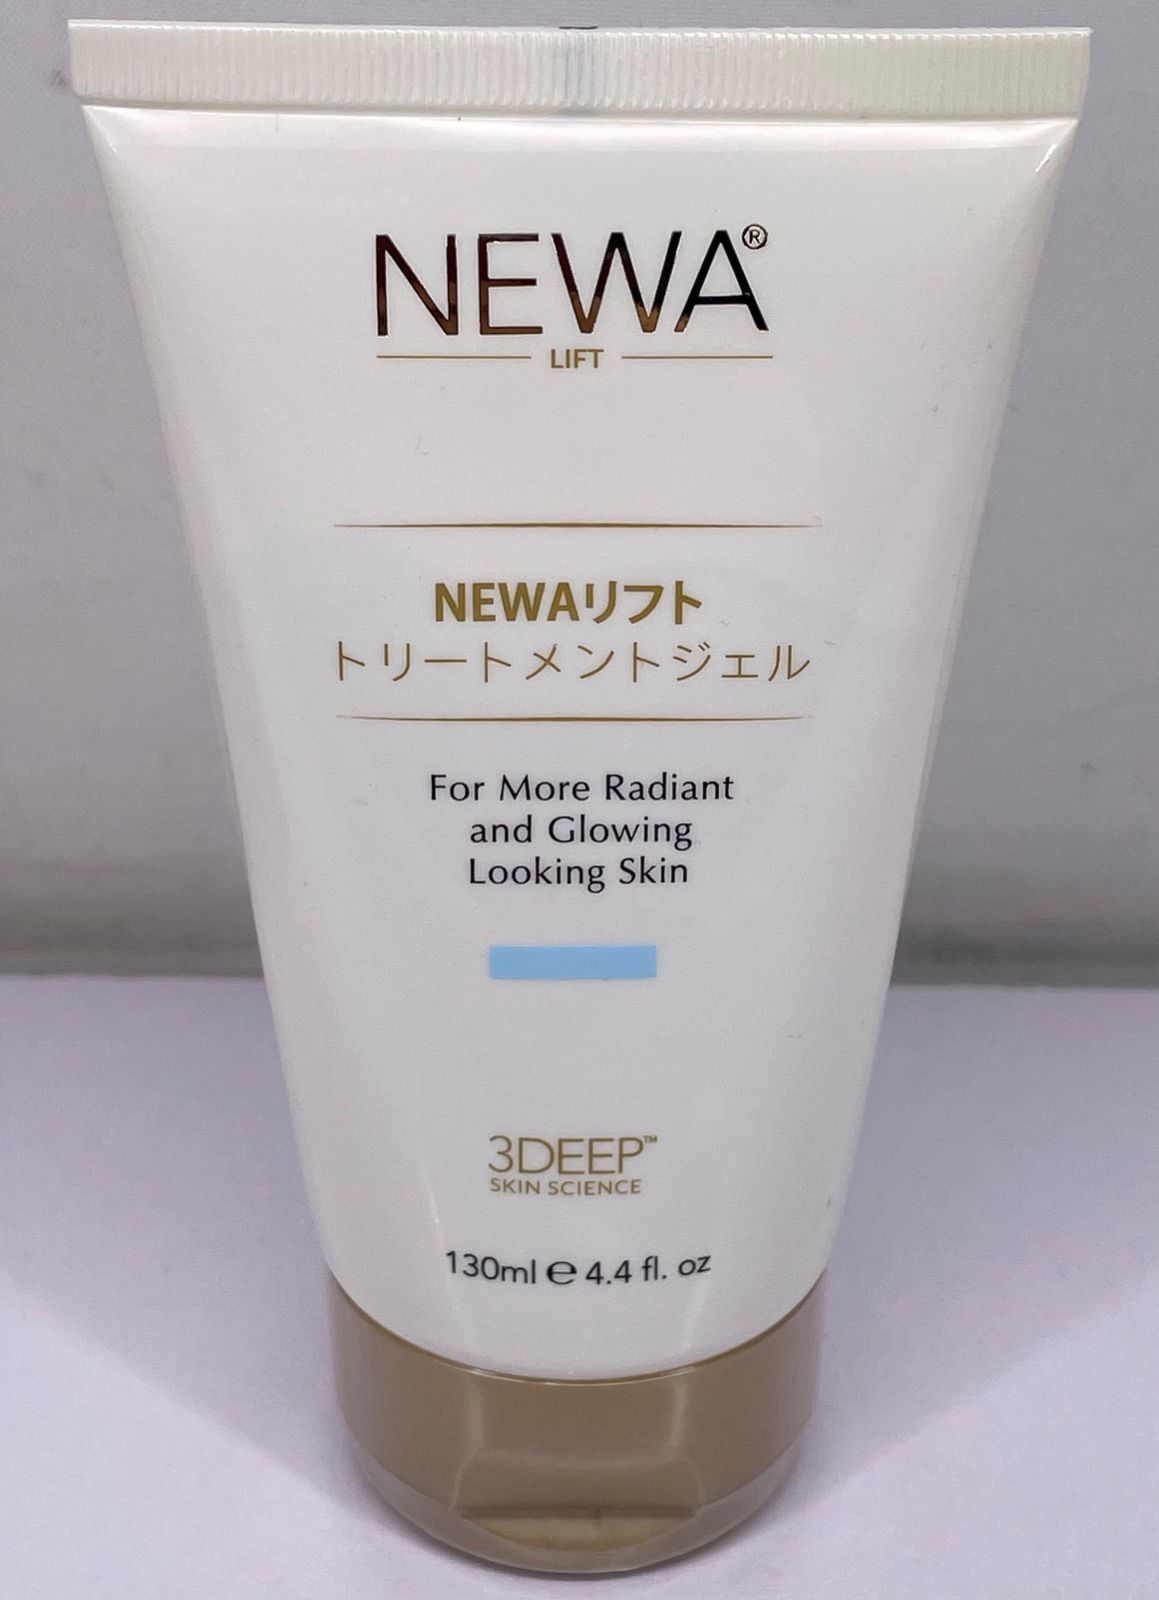 NEWA®
LIFT
NEWAリフト
トリートメントジェル
For More Radiant
and Glowing
Looking Skin
3DEEP™
SKIN SCIENCE
130ml ℮ 4.4 fl. oz